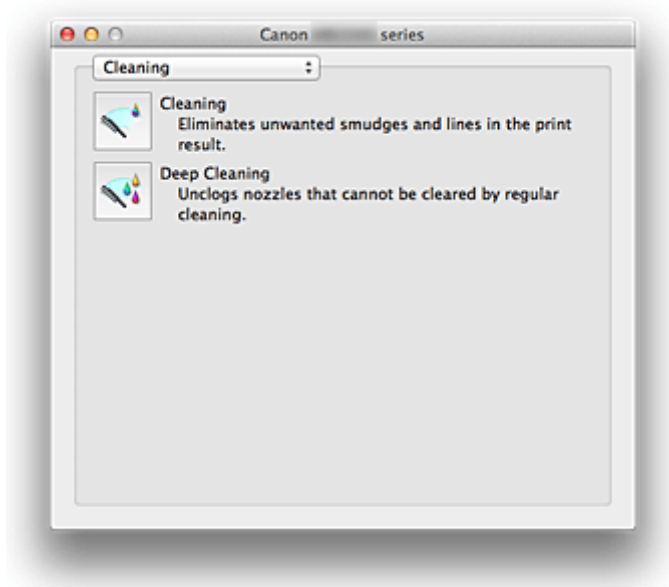 Canon series
Cleaning
Cleaning
Eliminates unwanted smudges and lines in the print
result.
Deep Cleaning
Unclogs nozzles that cannot be cleared by regular
cleaning.